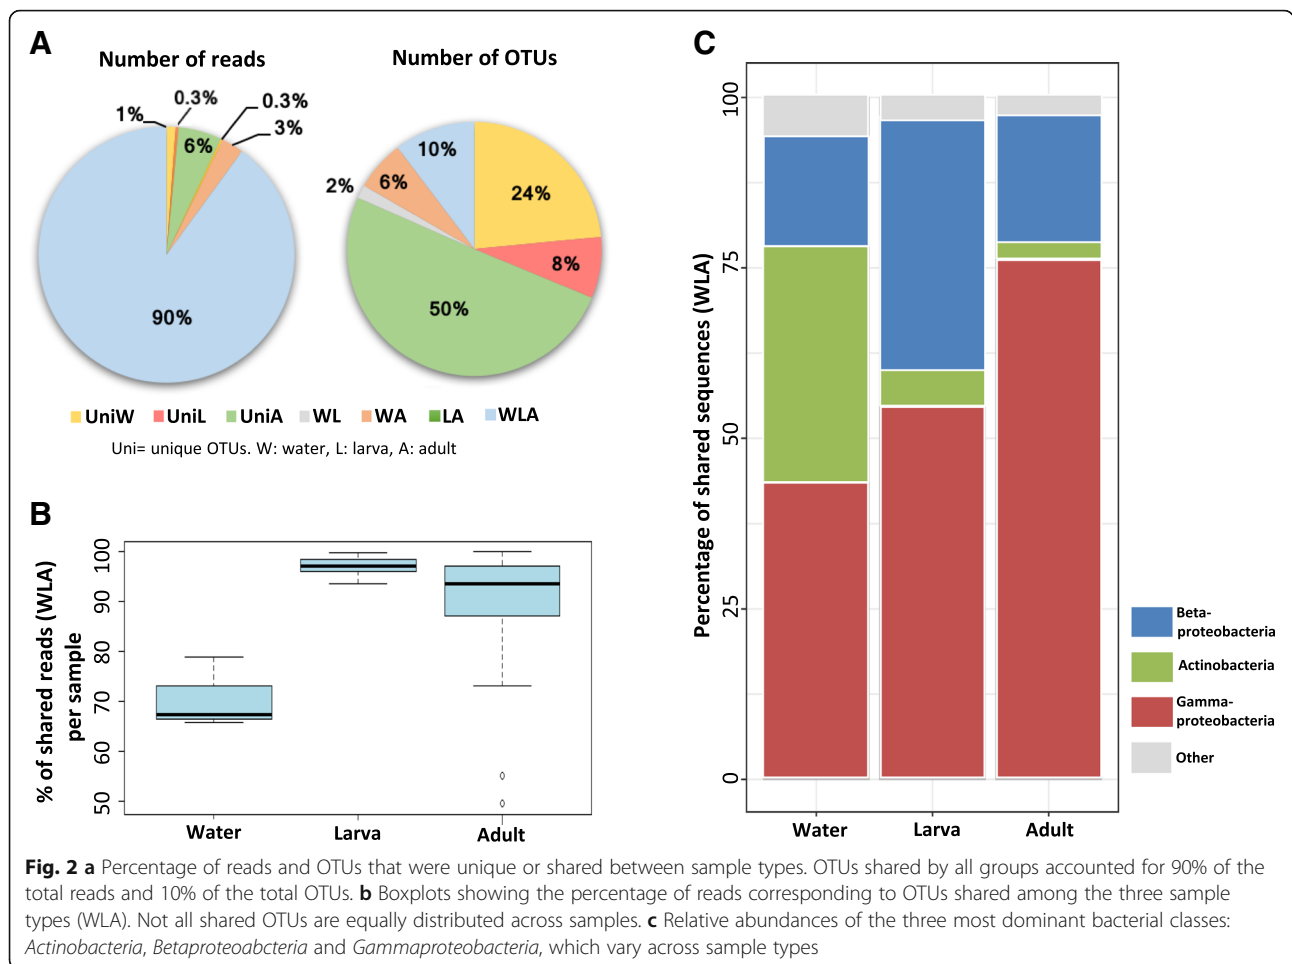 A
Number of reads
1%
0.3%
6%
0.3%
3%
90%
Number of OTUs
10%
24%
6%
2%
8%
50%
UniW UniL UniA WL WA LA WLA
Uni= unique OTUs. W: water, L: larva, A: adult
B
% of shared reads (WLA)
per sample
100
90
80
70
60
50
Water Larva Adult
C
Percentage of shared sequences (WLA)
100
75
50
25
0
Water Larva Adult
Beta-
proteobacteria
Actinobacteria
Gamma-
proteobacteria
Other
Fig. 2 a Percentage of reads and OTUs that were unique or shared between sample types. OTUs shared by all groups accounted for 90% of the
total reads and 10% of the total OTUs. b Boxplots showing the percentage of reads corresponding to OTUs shared among the three sample
types (WLA). Not all shared OTUs are equally distributed across samples. c Relative abundances of the three most dominant bacterial classes:
Actinobacteria, Betaproteoabcteria and Gammaproteobacteria, which vary across sample types